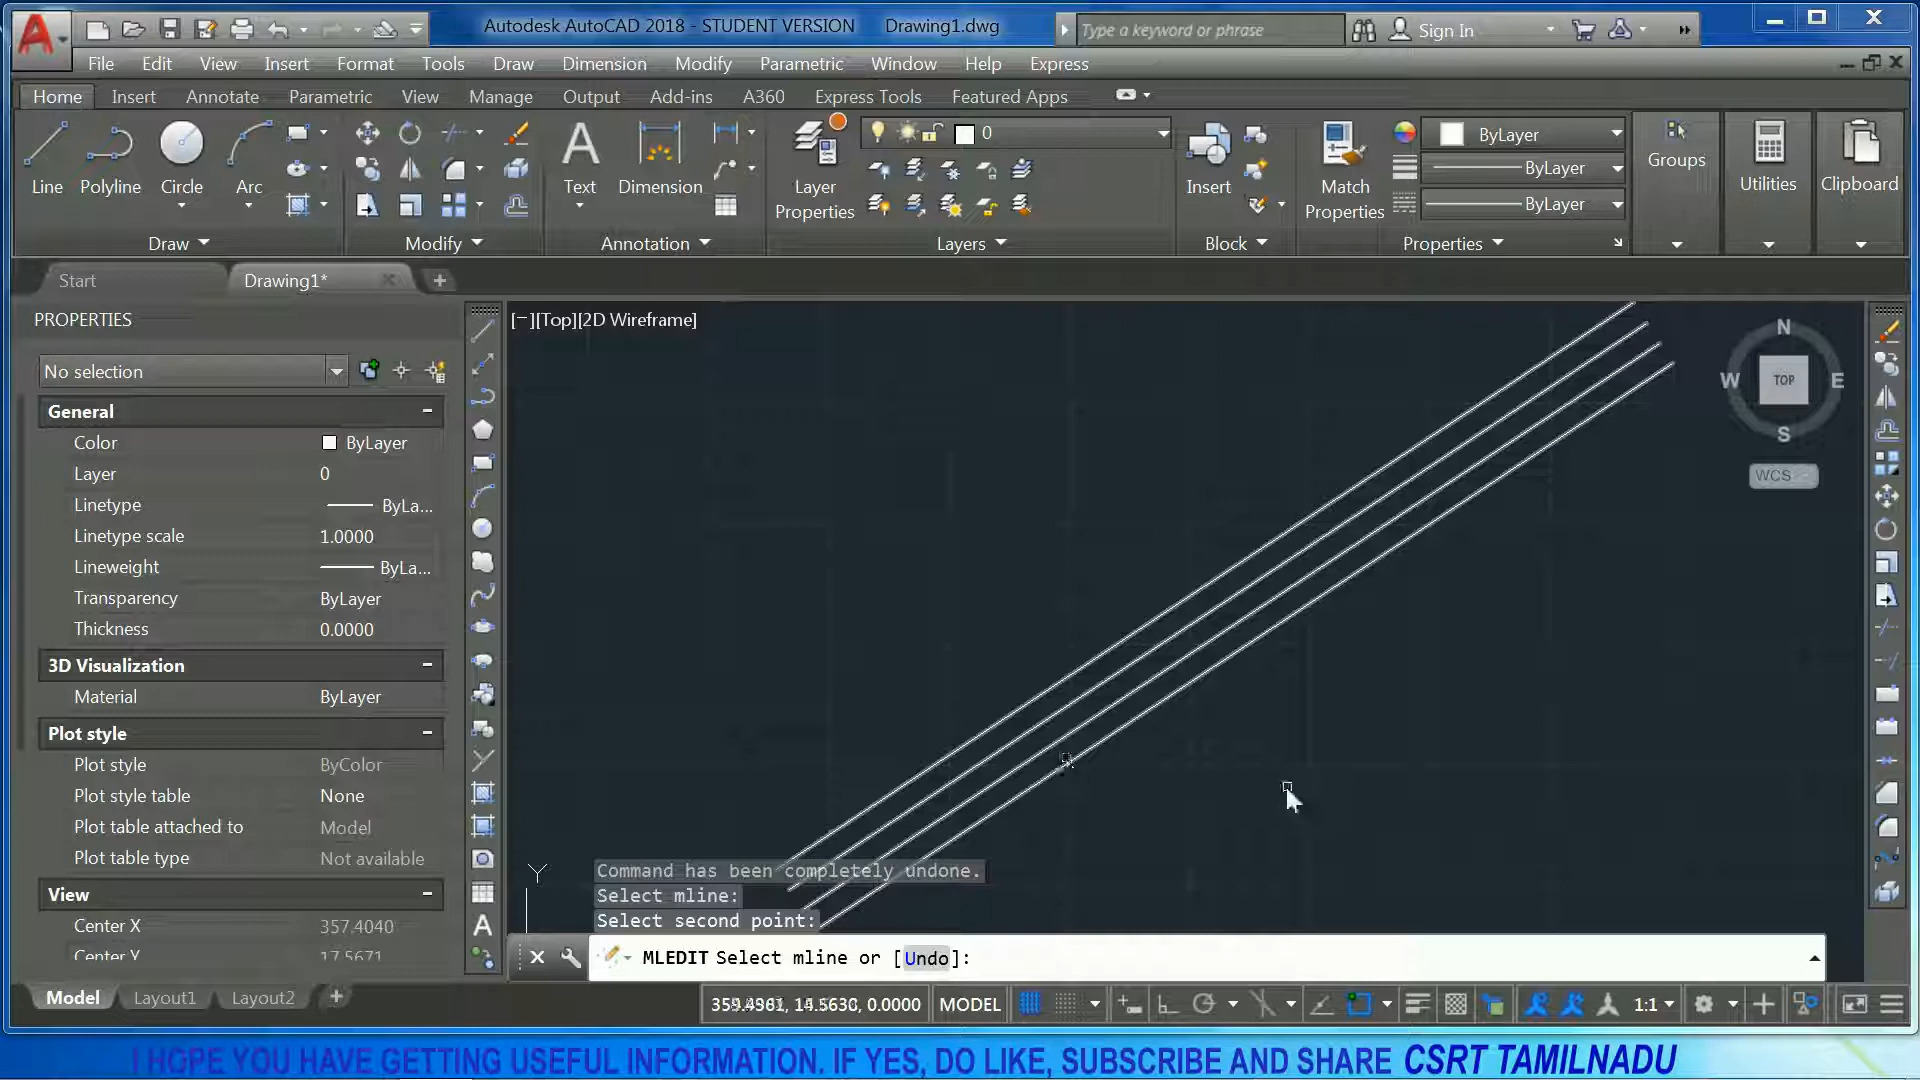 Autodesk AutoCAD 2018 - STUDENT VERSION Drawing1.dwg
Type a keyword or phrase
Sign In
File Edit View Insert Format Tools Draw Dimension Modify Parametric Window Help Express
Home Insert Annotate Parametric View Manage Output Add-ins A360 Express Tools Featured Apps
Line Polyline Circle Arc
Text Dimension
Layer Properties
0
Insert
Match Properties
ByLayer
ByLayer
ByLayer
Groups
Utilities
Clipboard
Draw Modify Annotation Layers Block Properties
Start Drawing1*
PROPERTIES
No selection
General
Color ByLayer
Layer 0
Linetype ByLa...
Linetype scale 1.0000
Lineweight ByLa...
Transparency ByLayer
Thickness 0.0000
3D Visualization
Material ByLayer
Plot style
Plot style ByColor
Plot style table None
Plot table attached to Model
Plot table type Not available
View
Center X 357.4040
Center Y 17.5671
[−][Top][2D Wireframe]
N
W TOP E
S
WCS
Y
Command has been completely undone.
Select mline:
Select second point:
MLEDIT Select mline or [Undo]:
Model Layout1 Layout2
MODEL
1:1
I HOPE YOU HAVE GETTING USEFUL INFORMATION. IF YES, DO LIKE, SUBSCRIBE AND SHARE CSRT TAMILNADU